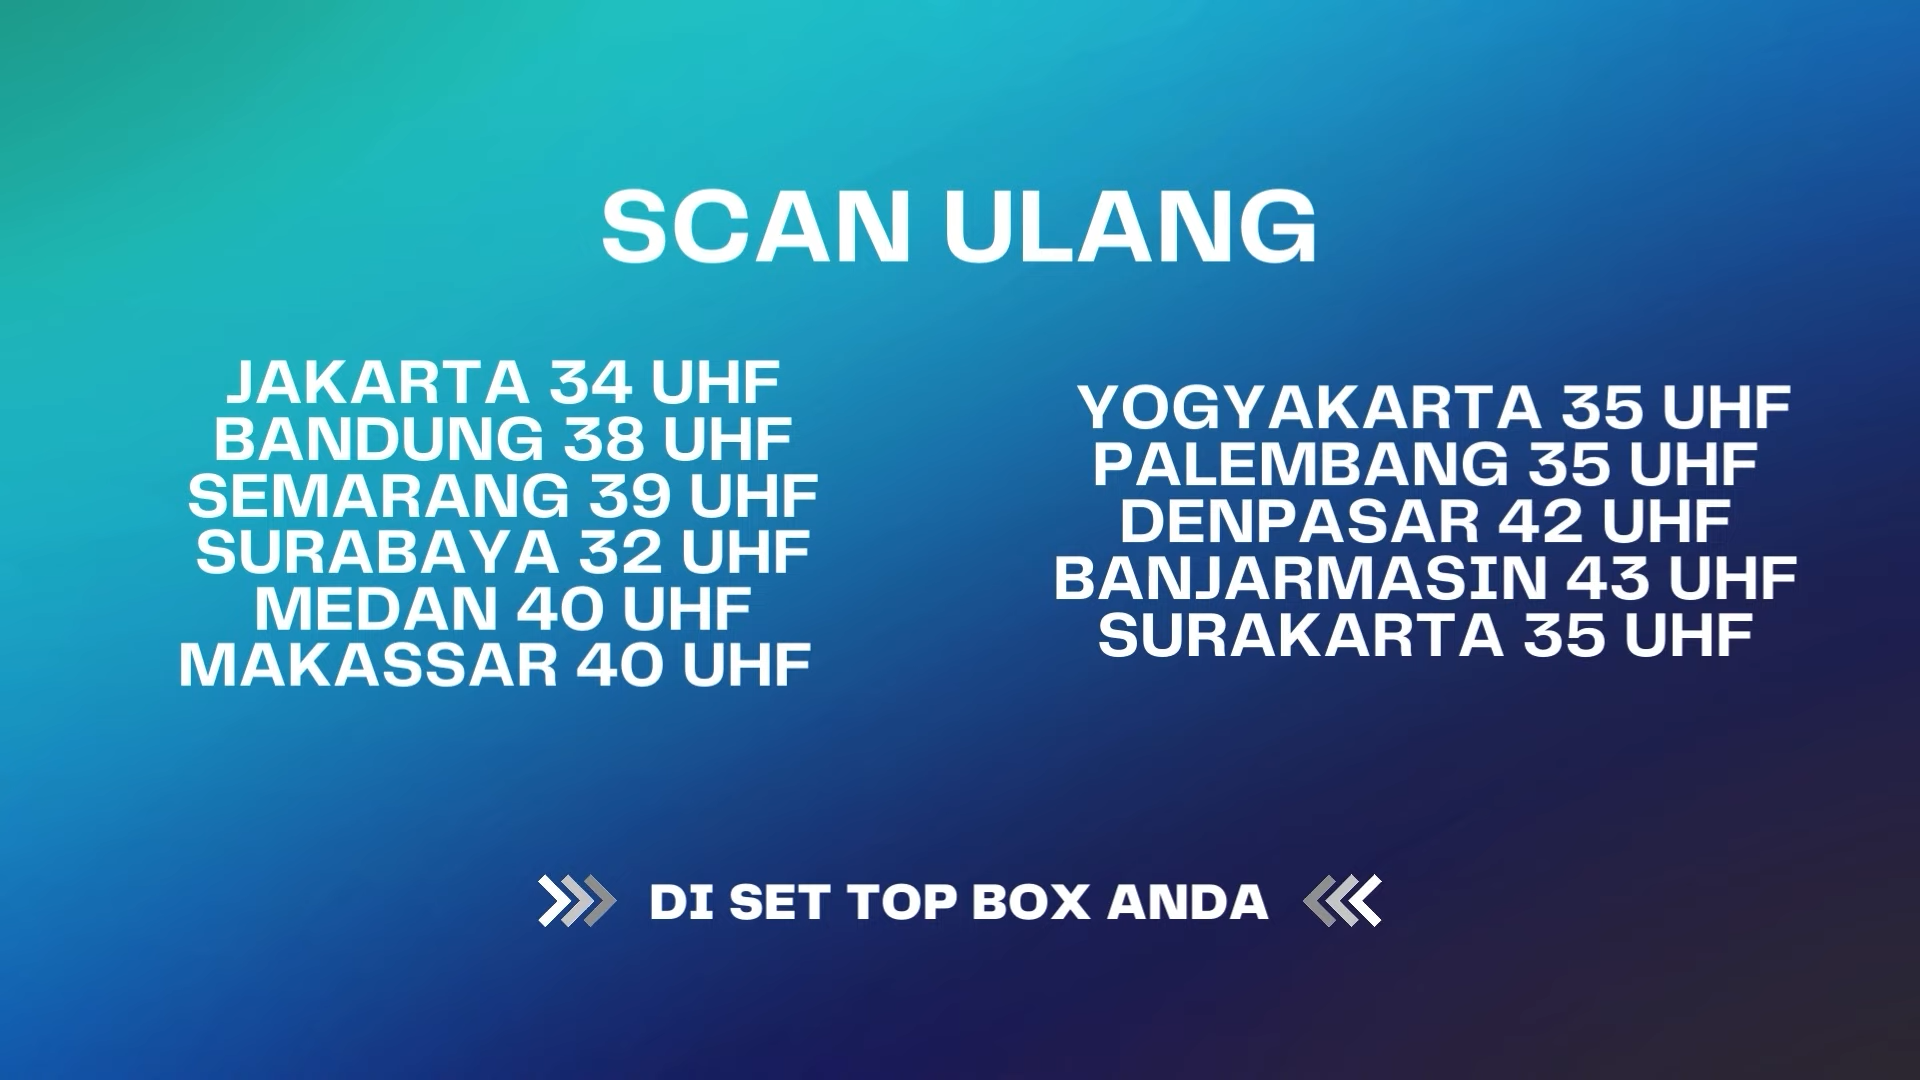 SCAN ULANG
JAKARTA 34 UHF
BANDUNG 38 UHF
SEMARANG 39 UHF
SURABAYA 32 UHF
MEDAN 40 UHF
MAKASSAR 40 UHF
YOGYAKARTA 35 UHF
PALEMBANG 35 UHF
DENPASAR 42 UHF
BANJARMASIN 43 UHF
SURAKARTA 35 UHF
DI SET TOP BOX ANDA